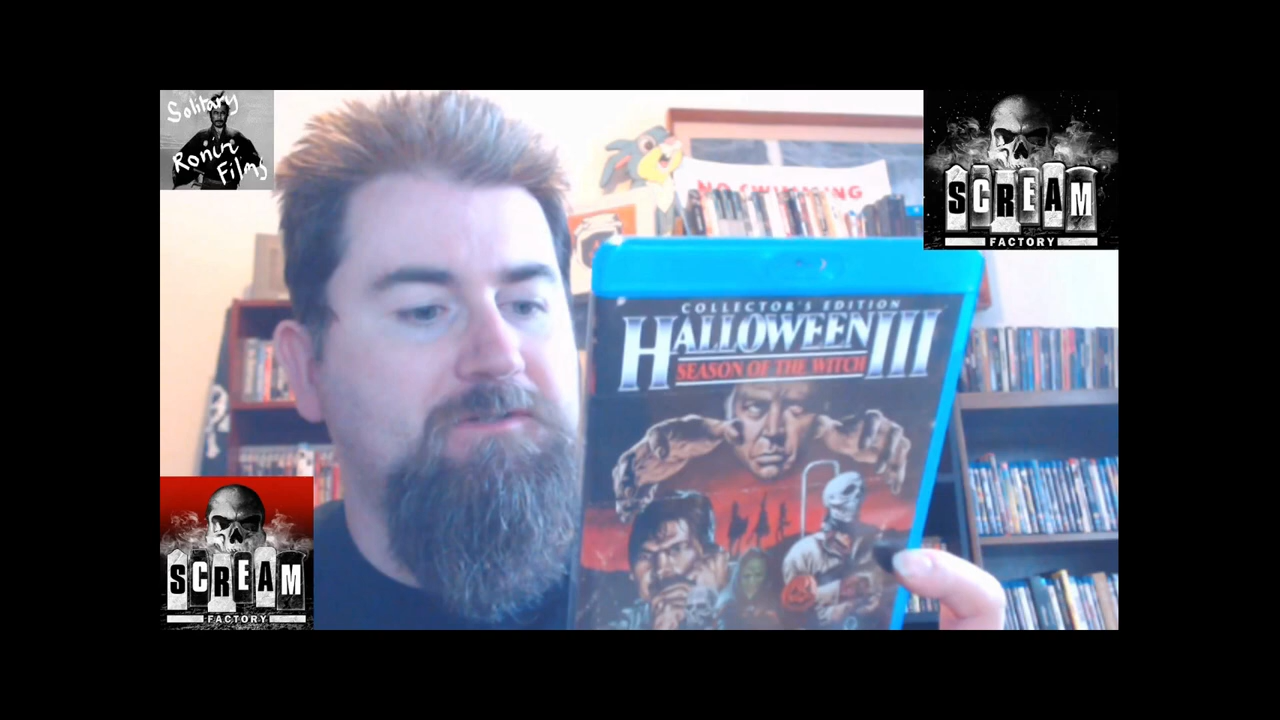 Solitary
Ronin
Films
SCREAM
FACTORY
NO SWIMMING
COLLECTOR'S EDITION
HALLOWEEN III
SEASON OF THE WITCH
SCREAM
FACTORY